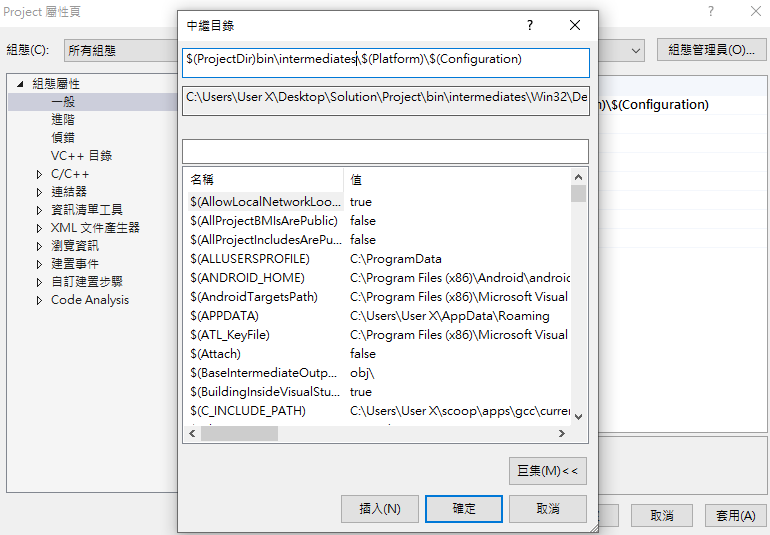 Project 屬性頁
? ×
組態(C): 所有組態
組態管理員(O)...
組態屬性
一般
進階
偵錯
VC++ 目錄
C/C++
連結器
資訊清單工具
XML 文件產生器
瀏覽資訊
建置事件
自訂建置步驟
Code Analysis
)\$(Configuration)
取消
套用(A)
中繼目錄
? ×
$(ProjectDir)bin\intermediates\$(Platform)\$(Configuration)
C:\Users\User X\Desktop\Solution\Project\bin\intermediates\Win32\De
名稱 值
$(AllowLocalNetworkLoo... true
$(AllProjectBMIsArePublic) false
$(AllProjectIncludesArePu... false
$(ALLUSERSPROFILE) C:\ProgramData
$(ANDROID_HOME) C:\Program Files (x86)\Android\android
$(AndroidTargetsPath) C:\Program Files (x86)\Microsoft Visual
$(APPDATA) C:\Users\User X\AppData\Roaming
$(ATL_KeyFile) C:\Program Files (x86)\Microsoft Visual
$(Attach) false
$(BaseIntermediateOutp... obj\
$(BuildingInsideVisualStu... true
$(C_INCLUDE_PATH) C:\Users\User X\scoop\apps\gcc\curre
巨集(M)<<
插入(N)
確定
取消